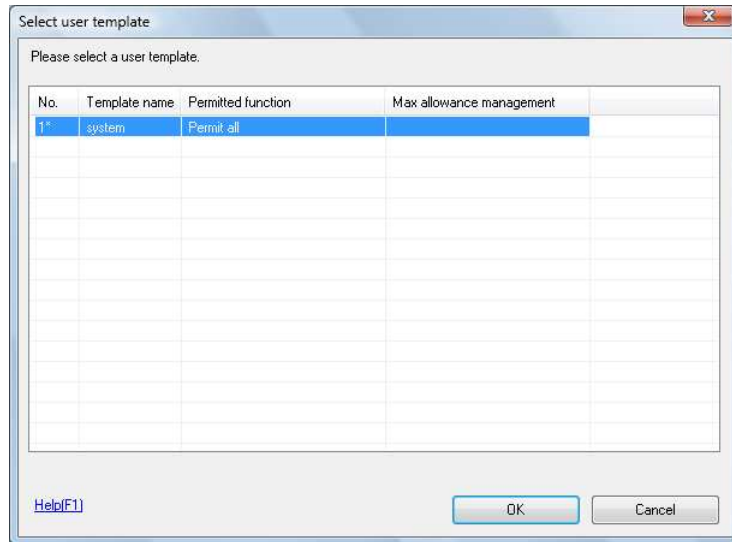 Select user template
Please select a user template.
No. Template name Permitted function Max allowance management
1* system Permit all
Help(F1) OK Cancel